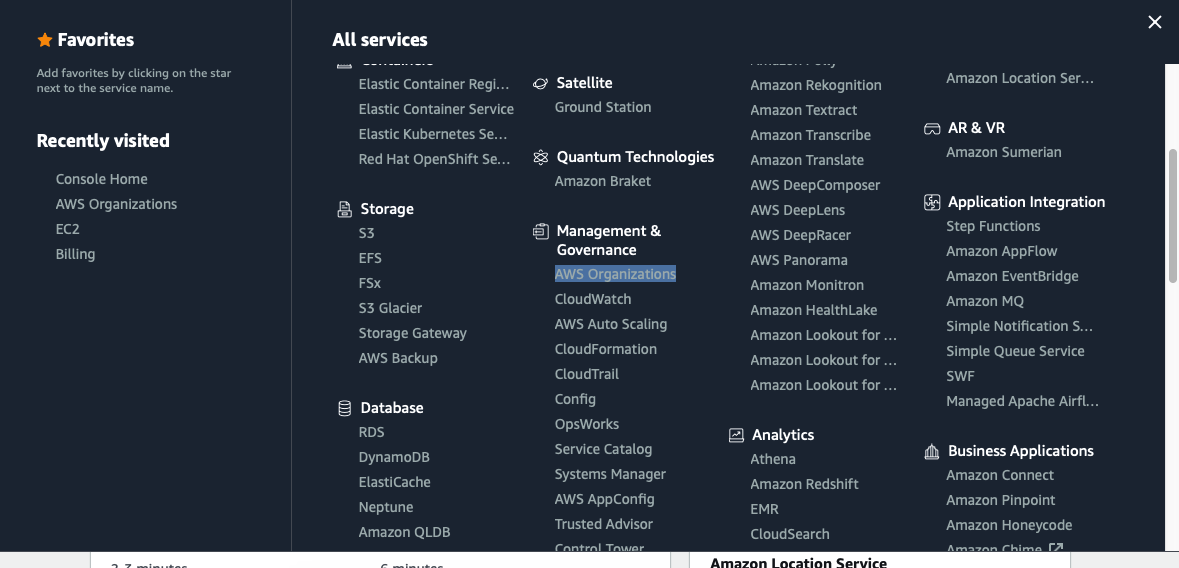 Favorites
Add favorites by clicking on the star
next to the service name.
Recently visited
Console Home
AWS Organizations
EC2
Billing
All services
Containers
Elastic Container Regi...
Elastic Container Service
Elastic Kubernetes Se...
Red Hat OpenShift Se...
Storage
S3
EFS
FSx
S3 Glacier
Storage Gateway
AWS Backup
Database
RDS
DynamoDB
ElastiCache
Neptune
Amazon QLDB
Satellite
Ground Station
Quantum Technologies
Amazon Braket
Management &
Governance
AWS Organizations
CloudWatch
AWS Auto Scaling
CloudFormation
CloudTrail
Config
OpsWorks
Service Catalog
Systems Manager
AWS AppConfig
Trusted Advisor
Control Tower
Amazon Polly
Amazon Rekognition
Amazon Textract
Amazon Transcribe
Amazon Translate
AWS DeepComposer
AWS DeepLens
AWS DeepRacer
AWS Panorama
Amazon Monitron
Amazon HealthLake
Amazon Lookout for ...
Amazon Lookout for ...
Amazon Lookout for ...
Analytics
Athena
Amazon Redshift
EMR
CloudSearch
Amazon Location Ser...
AR & VR
Amazon Sumerian
Application Integration
Step Functions
Amazon AppFlow
Amazon EventBridge
Amazon MQ
Simple Notification S...
Simple Queue Service
SWF
Managed Apache Airfl...
Business Applications
Amazon Connect
Amazon Pinpoint
Amazon Honeycode
Amazon Chime
2-3 minutes
6 minutes
Amazon Location Service